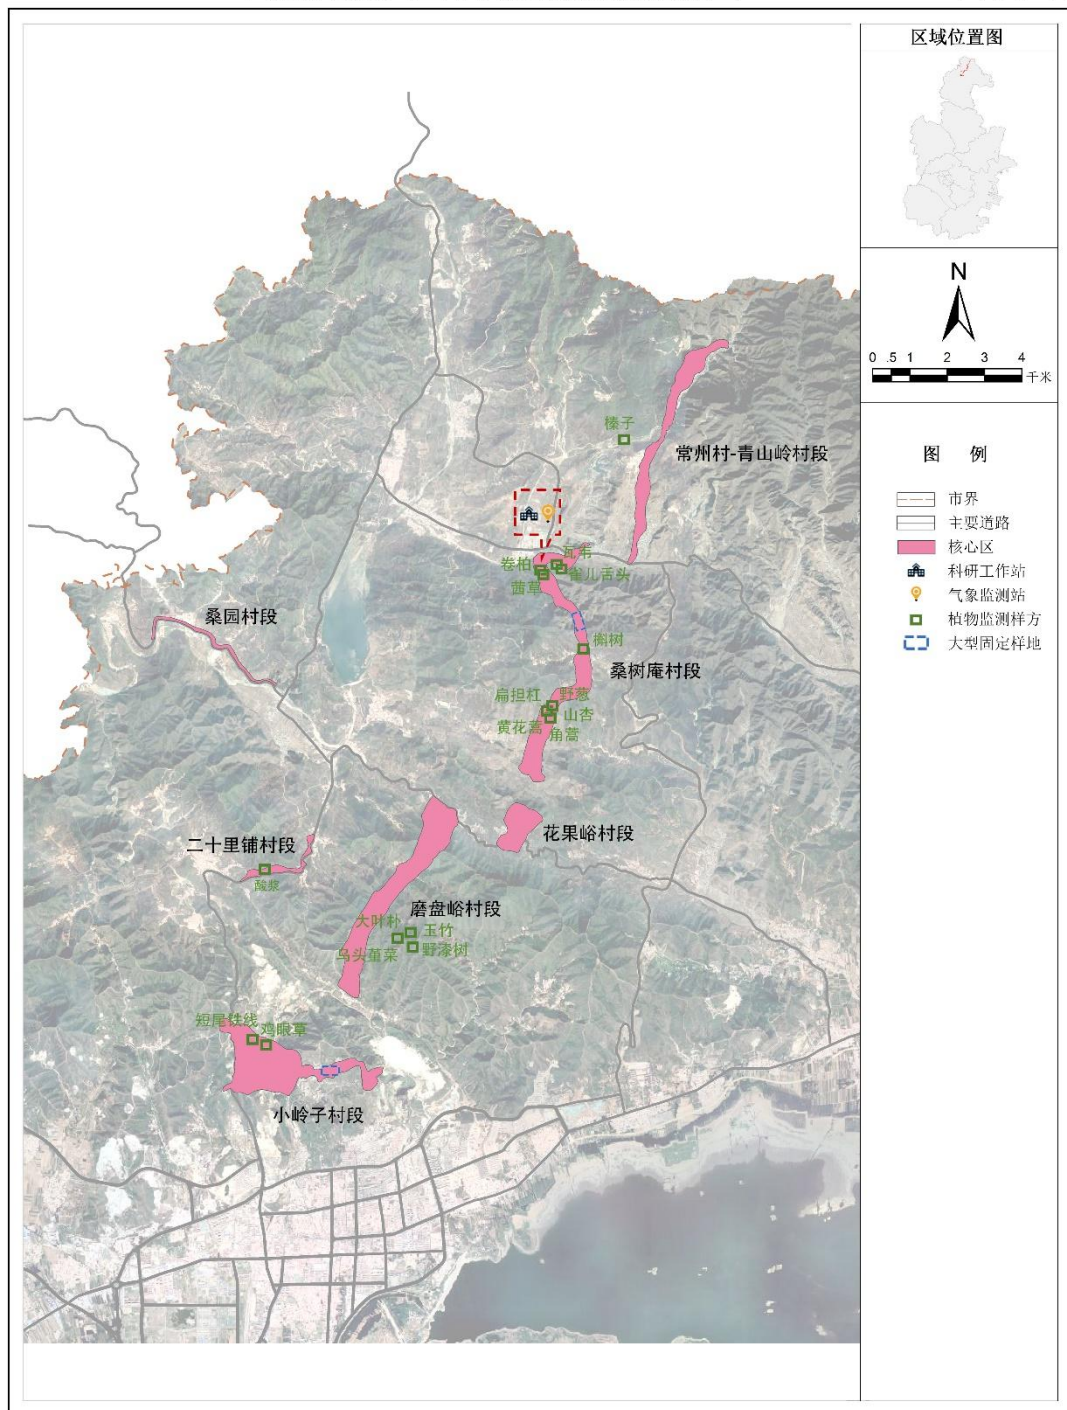 区域位置图
N
0 .5 1 2 3 4
千米
图 例
市界
主要道路
核心区
科研工作站
气象监测站
植物监测样方
大型固定样地
榛子
常州村-青山岭村段
瓦韦
卷柏
雀儿舌头
茜草
桑园村段
槲树
桑树庵村段
扁担杠
野葱
山杏
黄花蒿
角蒿
花果峪村段
二十里铺村段
酸浆
磨盘峪村段
大叶朴
玉竹
乌头堇菜
野漆树
短尾铁线
鸡眼草
小岭子村段